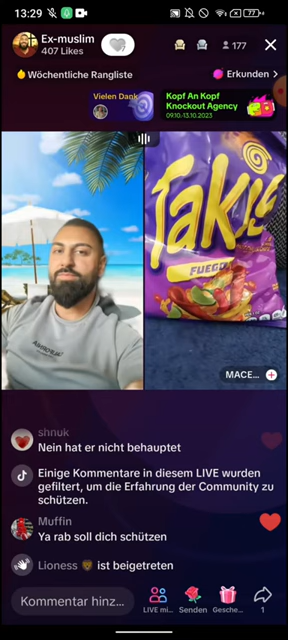 13:29
77
Ex-muslim
407 Likes
177
Wöchentliche Rangliste
Erkunden
Vielen Dank
Kopf An Kopf
Knockout Agency
09.10-13.10.2023
Takis
FUEGO
MACE...
shnuk
Nein hat er nicht behauptet
Einige Kommentare in diesem LIVE wurden
gefiltert, um die Erfahrung der Community zu
schützen.
Muffin
Ya rab soll dich schützen
Lioness 🦁 ist beigetreten
Kommentar hinz...
LIVE mi...
Senden
Gesche...
1